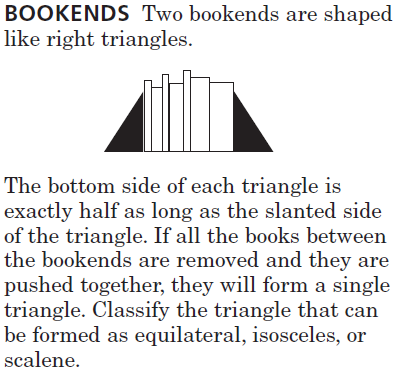 BOOKENDS Two bookends are shaped
like right triangles.
The bottom side of each triangle is
exactly half as long as the slanted side
of the triangle. If all the books between
the bookends are removed and they are
pushed together, they will form a single
triangle. Classify the triangle that can
be formed as equilateral, isosceles, or
scalene.